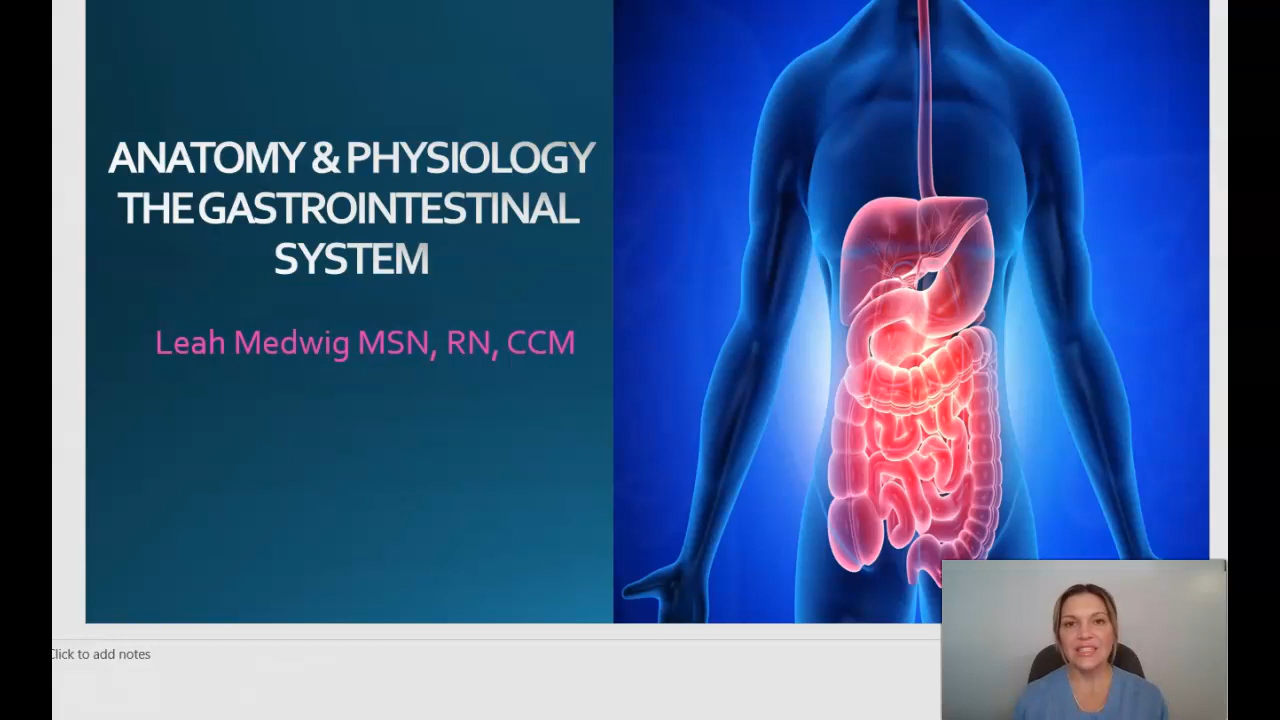 ANATOMY & PHYSIOLOGY
THE GASTROINTESTINAL
SYSTEM
Leah Medwig MSN, RN, CCM
Click to add notes